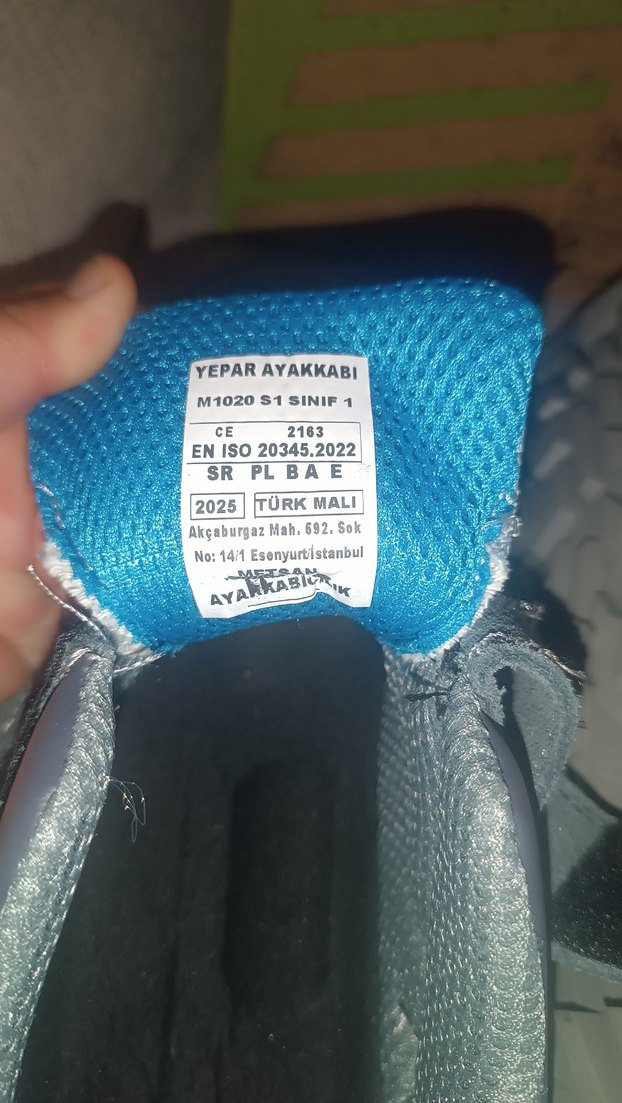 YEPAR AYAKKABI
M1020 S1 SINIF 1
CE 2163
EN ISO 20345.2022
SR PL B A E
2025 TÜRK MALI
Akçaburgaz Mah. 692. Sok
No: 14/1 Esenyurt/İstanbul
METSAN